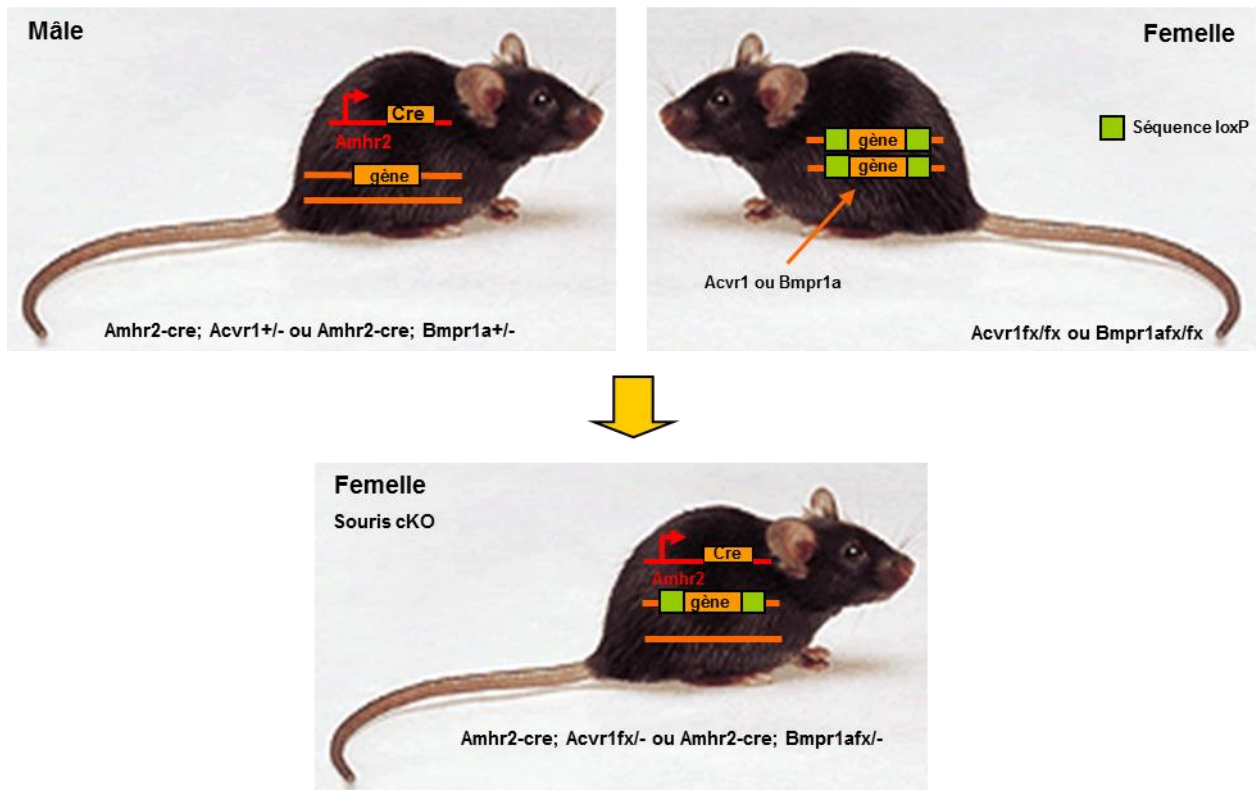 Mâle
Cre
Amhr2
gène
Amhr2-cre; Acvr1+/- ou Amhr2-cre; Bmpr1a+/-
Femelle
Séquence loxP
gène
gène
Acvr1 ou Bmpr1a
Acvr1fx/fx ou Bmpr1afx/fx
Femelle
Souris cKO
Cre
Amhr2
gène
Amhr2-cre; Acvr1fx/- ou Amhr2-cre; Bmpr1afx/-